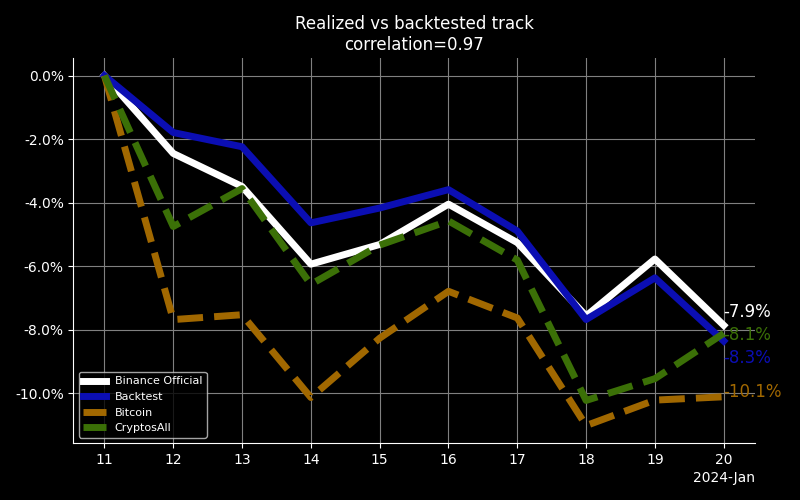 Realized vs backtested track
correlation=0.97
0.0%
-2.0%
-4.0%
-6.0%
-8.0%
-10.0%
-7.9%
-8.1%
-8.3%
-10.1%
Binance Official
Backtest
Bitcoin
CryptosAll
11 12 13 14 15 16 17 18 19 20
2024-Jan